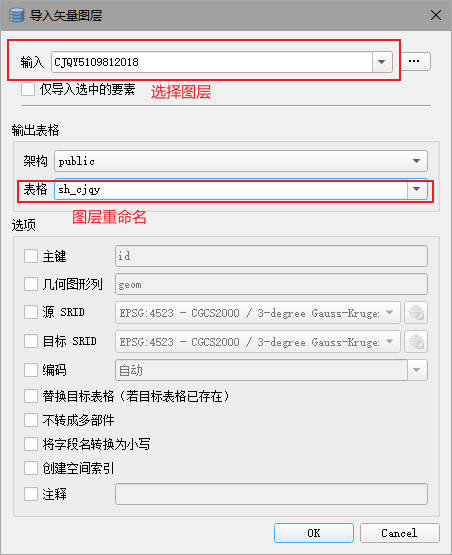 导入矢量图层
输入 CJQY5109812018 ...
仅导入选中的要素 选择图层
输出表格
架构 public
表格 sh_cjqy
图层重命名
选项
主键 id
几何图形列 geom
源 SRID EPSG:4523 - CGCS2000 / 3-degree Gauss-Kruge
目标 SRID EPSG:4523 - CGCS2000 / 3-degree Gauss-Kruge
编码 自动
替换目标表格（若目标表格已存在）
不转成多部件
将字段名转换为小写
创建空间索引
注释
OK Cancel